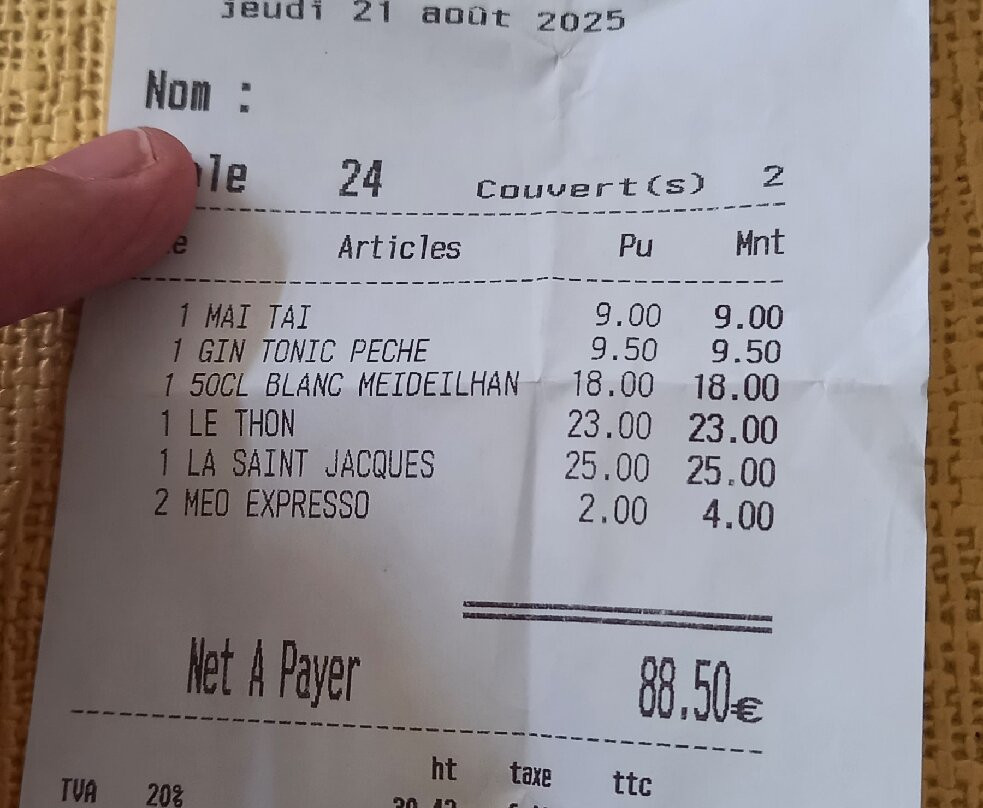 jeudi 21 août 2025
Nom :
24 Couvert(s) 2
Articles Pu Mnt
1 MAI TAI 9.00 9.00
1 GIN TONIC PECHE 9.50 9.50
1 50CL BLANC MEIDEILHAN 18.00 18.00
1 LE THON 23.00 23.00
1 LA SAINT JACQUES 25.00 25.00
2 MEO EXPRESSO 2.00 4.00
Net A Payer 88.50€
ht taxe ttc
TVA 20%